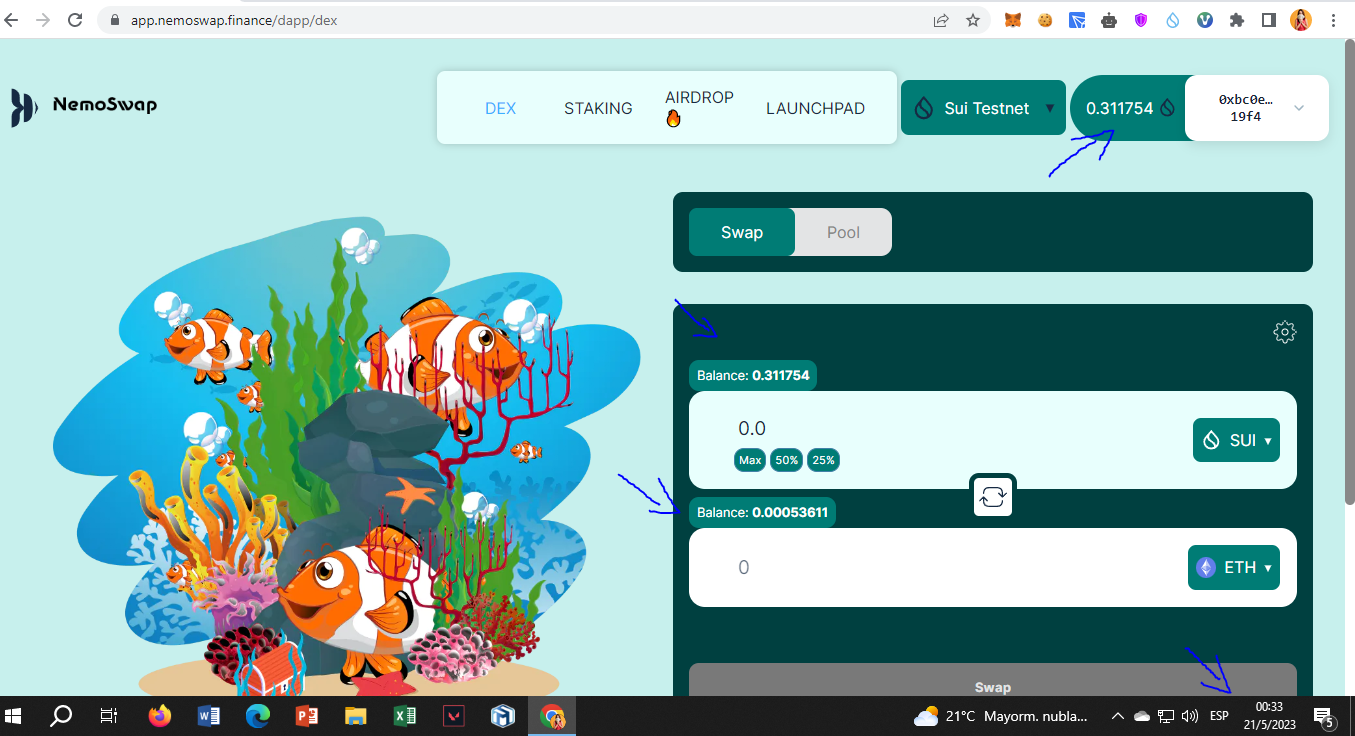 app.nemoswap.finance/dapp/dex
NemoSwap
DEX
STAKING
AIRDROP🔥
LAUNCHPAD
Sui Testnet ▾
0.311754
0xbc0e…
19f4
Swap
Pool
Balance: 0.311754
0.0
SUI ▾
Max 50% 25%
Balance: 0.00053611
0
ETH ▾
Swap
21°C Mayorm. nubla...
ESP
00:33
21/5/2023
5